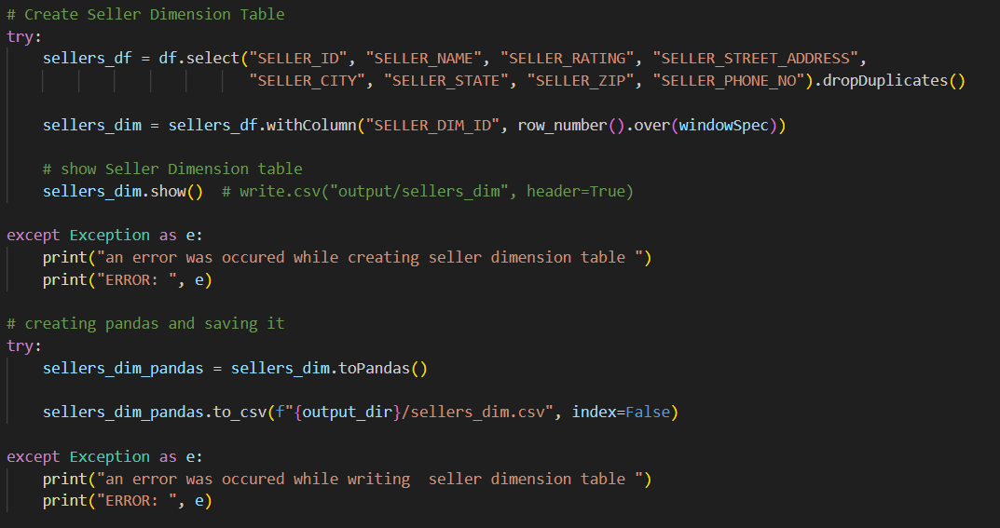 # Create Seller Dimension Table
try:
    sellers_df = df.select("SELLER_ID", "SELLER_NAME", "SELLER_RATING", "SELLER_STREET_ADDRESS",
                           "SELLER_CITY", "SELLER_STATE", "SELLER_ZIP", "SELLER_PHONE_NO").dropDuplicates()
    sellers_dim = sellers_df.withColumn("SELLER_DIM_ID", row_number().over(windowSpec))
    # show Seller Dimension table
    sellers_dim.show()  # write.csv("output/sellers_dim", header=True)
except Exception as e:
    print("an error was occured while creating seller dimension table ")
    print("ERROR: ", e)
# creating pandas and saving it
try:
    sellers_dim_pandas = sellers_dim.toPandas()
    sellers_dim_pandas.to_csv(f"{output_dir}/sellers_dim.csv", index=False)
except Exception as e:
    print("an error was occured while writing  seller dimension table ")
    print("ERROR: ", e)